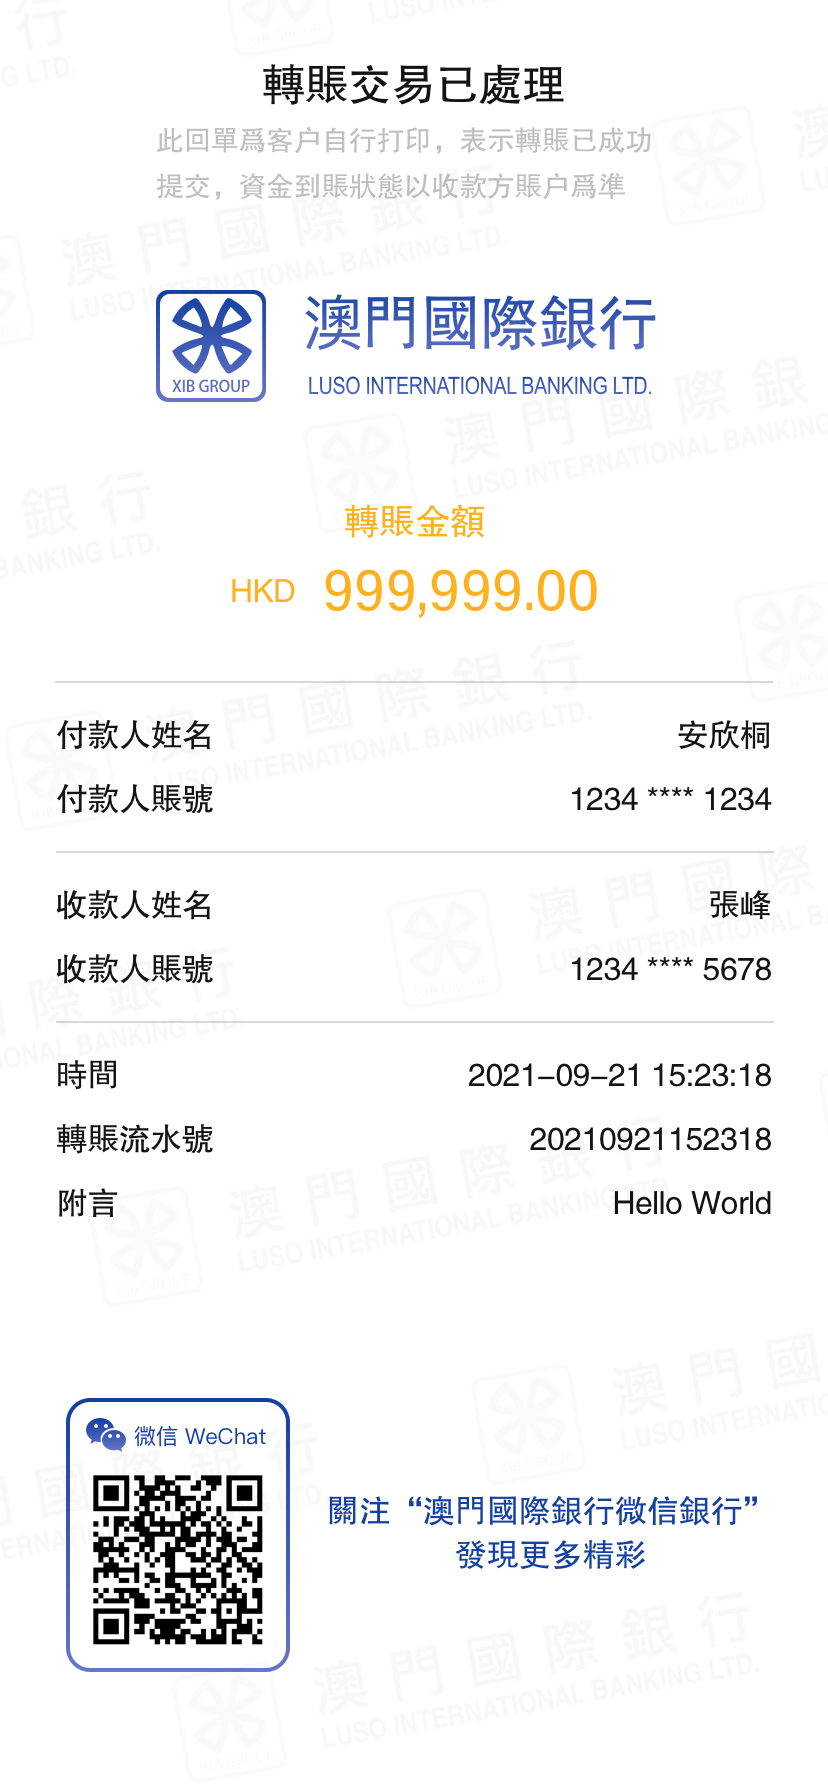 轉賬交易已處理
此回單爲客户自行打印，表示轉賬已成功
提交，資金到賬狀態以收款方賬户爲準
XIB GROUP
澳門國際銀行
LUSO INTERNATIONAL BANKING LTD.
轉賬金額
HKD 999,999.00
付款人姓名 安欣桐
付款人賬號 1234 **** 1234
收款人姓名 張峰
收款人賬號 1234 **** 5678
時間 2021-09-21 15:23:18
轉賬流水號 20210921152318
附言 Hello World
微信 WeChat
關注“澳門國際銀行微信銀行”
發現更多精彩